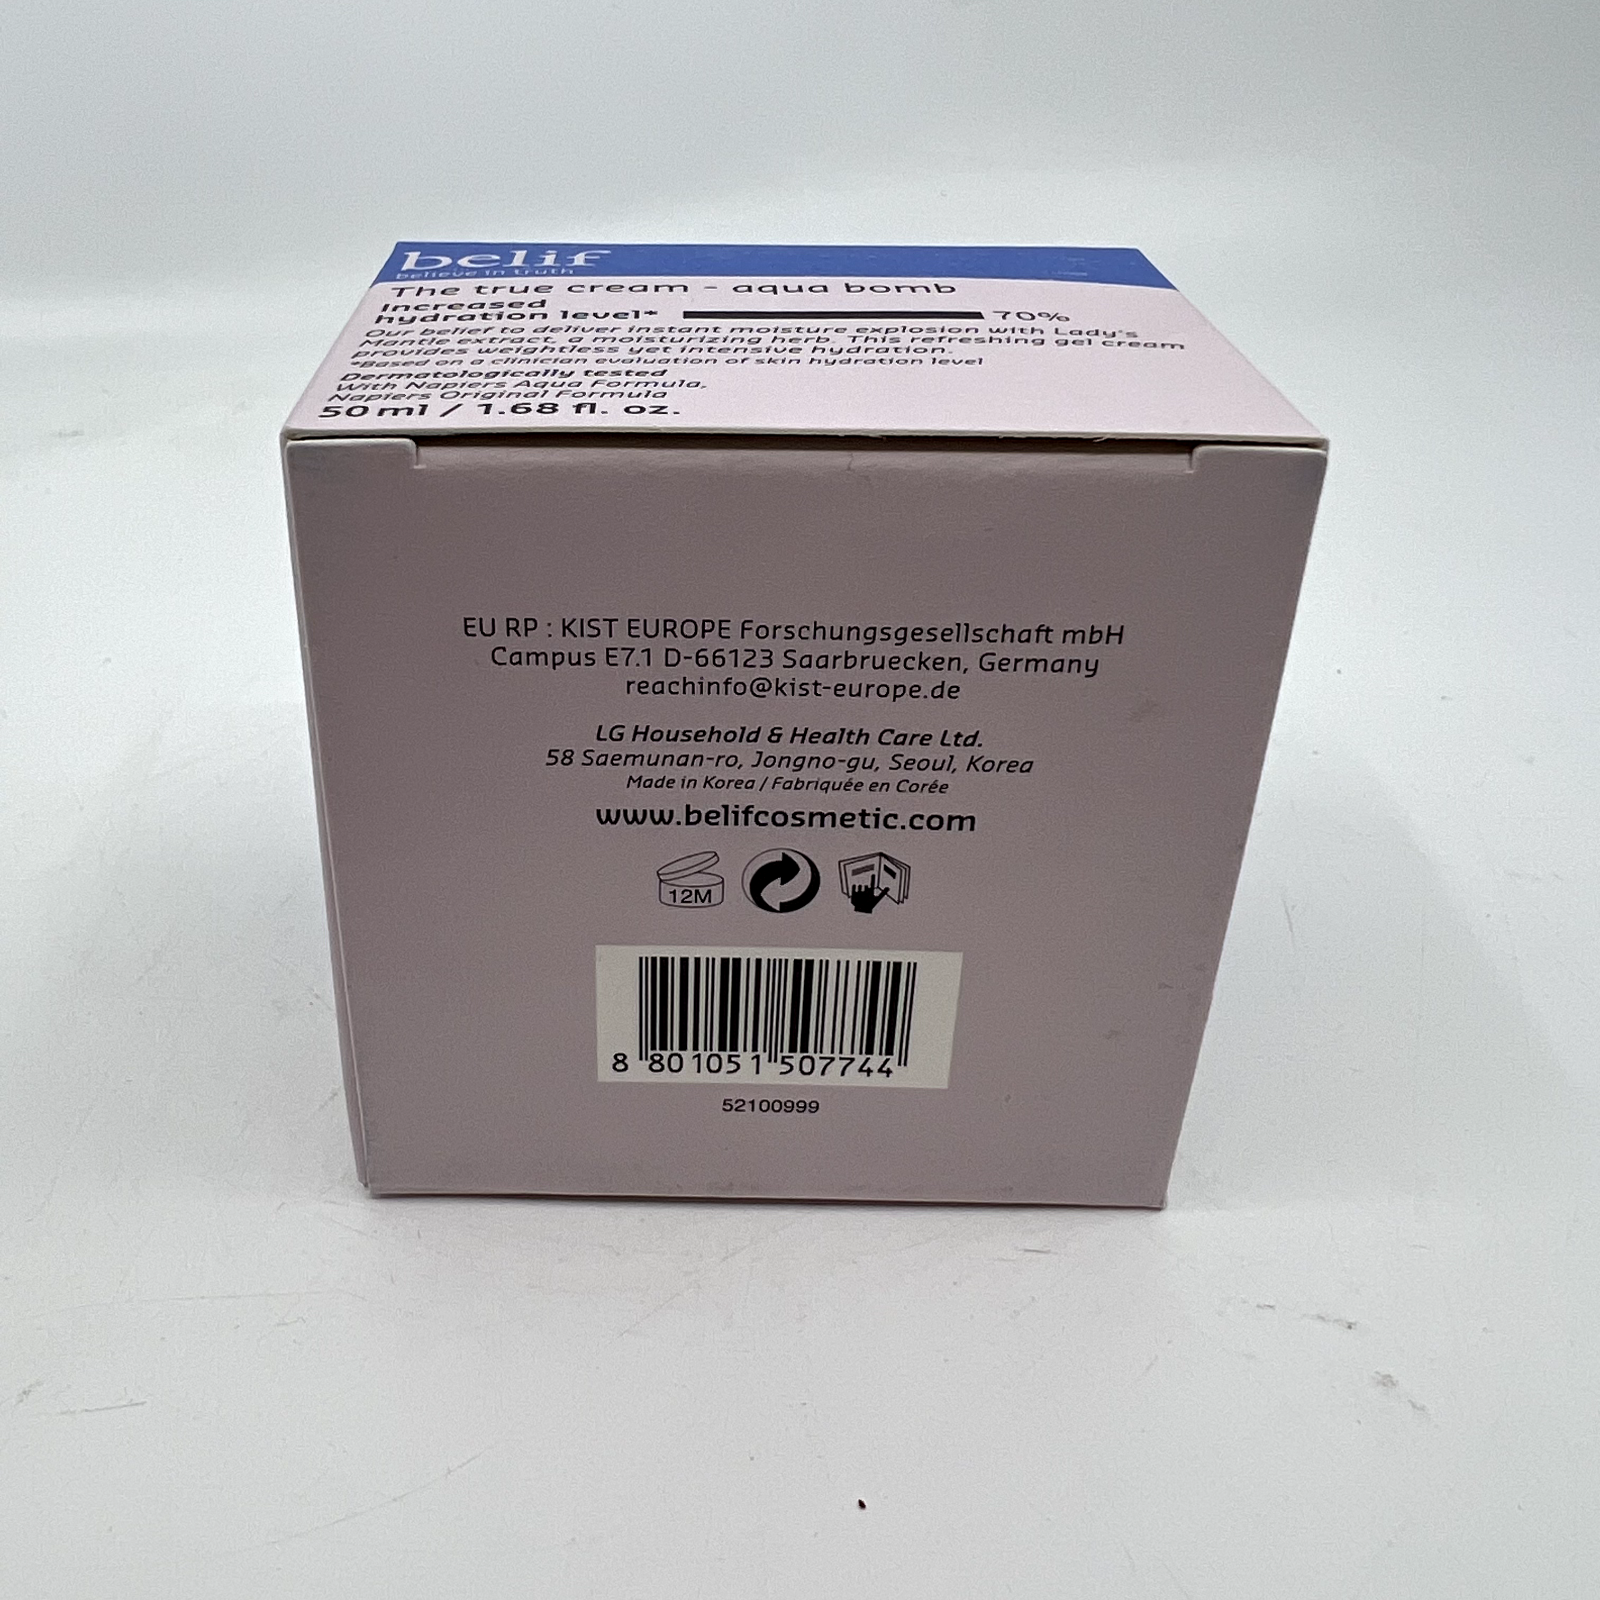 belif
believe in truth
The true cream - aqua bomb
Increased
hydration level* 70%
Our belief to deliver instant moisture explosion with Lady's
Mantle extract, a moisturizing herb. This refreshing gel cream
provides weightless yet intensive hydration.
*Based on a clinician evaluation of skin hydration level
Dermatologically tested
With Napiers Aqua Formula,
Napiers Original Formula
50 ml / 1.68 fl. oz.
EU RP : KIST EUROPE Forschungsgesellschaft mbH
Campus E7.1 D-66123 Saarbruecken, Germany
reachinfo@kist-europe.de
LG Household & Health Care Ltd.
58 Saemunan-ro, Jongno-gu, Seoul, Korea
Made in Korea / Fabriquée en Corée
www.belifcosmetic.com
12M
8 801051 507744
52100999